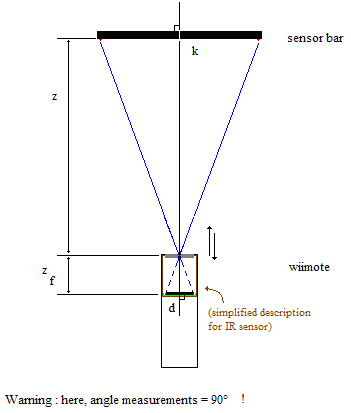 sensor bar
k
z
z
f
wiimote
d
(simplified description
for IR sensor)
Warning : here, angle measurements = 90° !